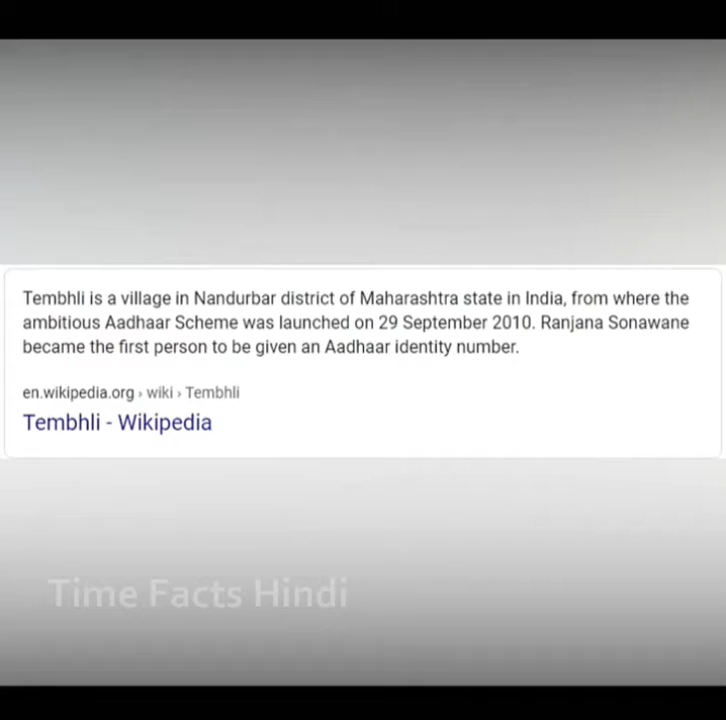 Tembhli is a village in Nandurbar district of Maharashtra state in India, from where the
ambitious Aadhaar Scheme was launched on 29 September 2010. Ranjana Sonawane
became the first person to be given an Aadhaar identity number.
en.wikipedia.org › wiki › Tembhli
Tembhli - Wikipedia
Time Facts Hindi